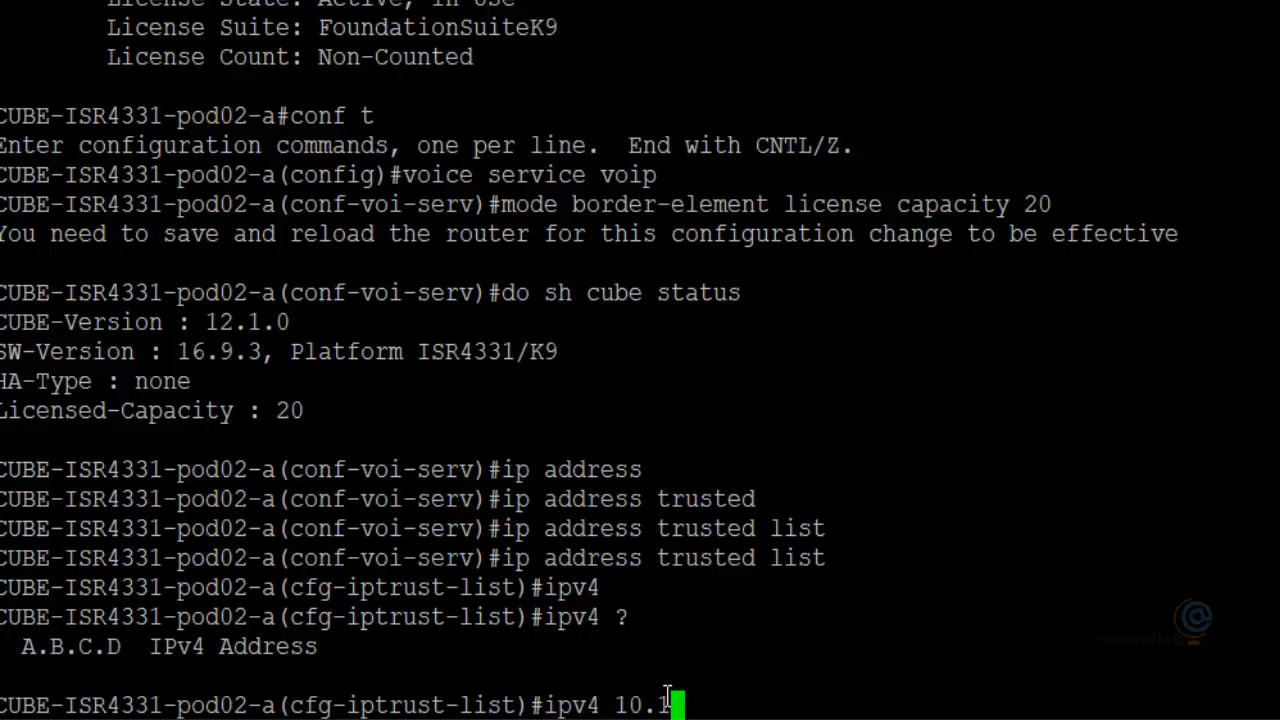 License State: Active, in use
License Suite: FoundationSuiteK9
License Count: Non-Counted
CUBE-ISR4331-pod02-a#conf t
Enter configuration commands, one per line.  End with CNTL/Z.
CUBE-ISR4331-pod02-a(config)#voice service voip
CUBE-ISR4331-pod02-a(conf-voi-serv)#mode border-element license capacity 20
You need to save and reload the router for this configuration change to be effective
CUBE-ISR4331-pod02-a(conf-voi-serv)#do sh cube status
CUBE-Version : 12.1.0
SW-Version : 16.9.3, Platform ISR4331/K9
HA-Type : none
Licensed-Capacity : 20
CUBE-ISR4331-pod02-a(conf-voi-serv)#ip address
CUBE-ISR4331-pod02-a(conf-voi-serv)#ip address trusted
CUBE-ISR4331-pod02-a(conf-voi-serv)#ip address trusted list
CUBE-ISR4331-pod02-a(conf-voi-serv)#ip address trusted list
CUBE-ISR4331-pod02-a(cfg-iptrust-list)#ipv4
CUBE-ISR4331-pod02-a(cfg-iptrust-list)#ipv4 ?
A.B.C.D  IPv4 Address
CUBE-ISR4331-pod02-a(cfg-iptrust-list)#ipv4 10.1